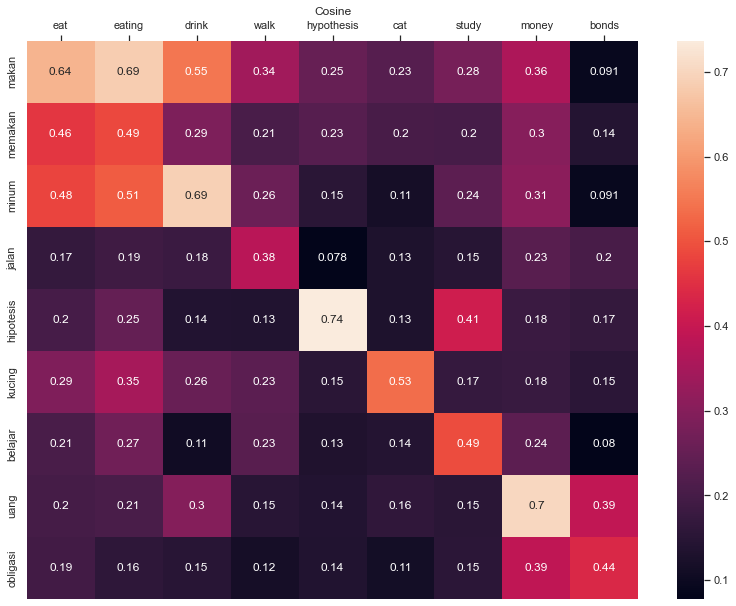 Cosine
eat eating drink walk hypothesis cat study money bonds
makan 0.64 0.69 0.55 0.34 0.25 0.23 0.28 0.36 0.091
memakan 0.46 0.49 0.29 0.21 0.23 0.2 0.2 0.3 0.14
minum 0.48 0.51 0.69 0.26 0.15 0.11 0.24 0.31 0.091
jalan 0.17 0.19 0.18 0.38 0.078 0.13 0.15 0.23 0.2
hipotesis 0.2 0.25 0.14 0.13 0.74 0.13 0.41 0.18 0.17
kucing 0.29 0.35 0.26 0.23 0.15 0.53 0.17 0.18 0.15
belajar 0.21 0.27 0.11 0.23 0.13 0.14 0.49 0.24 0.08
uang 0.2 0.21 0.3 0.15 0.14 0.16 0.15 0.7 0.39
obligasi 0.19 0.16 0.15 0.12 0.14 0.11 0.15 0.39 0.44
0.7
0.6
0.5
0.4
0.3
0.2
0.1